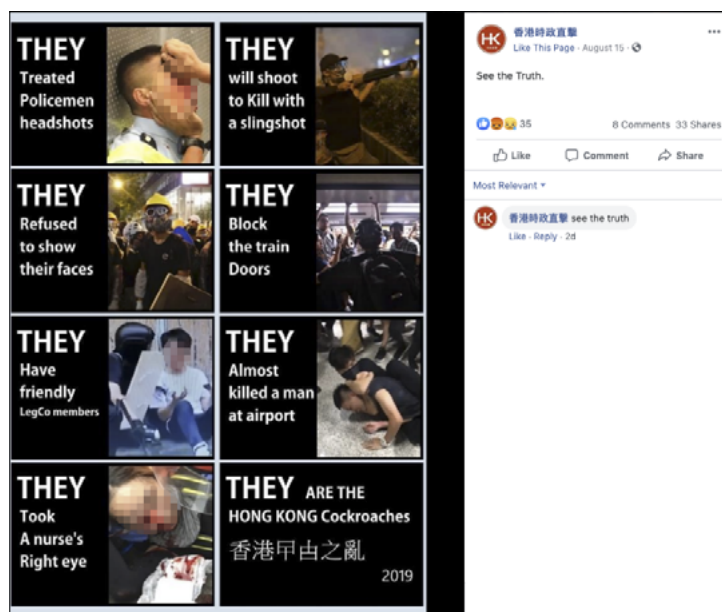 THEY
Treated
Policemen
headshots
THEY
will shoot
to Kill with
a slingshot
THEY
Refused
to show
their faces
THEY
Block
the train
Doors
THEY
Have
friendly
LegCo members
THEY
Almost
killed a man
at airport
THEY
Took
A nurse's
Right eye
THEY ARE THE
HONG KONG Cockroaches
香港曱甴之亂
2019
HK
香港時政直擊
Like This Page · August 15 ·
See the Truth.
35
8 Comments 33 Shares
Like Comment Share
Most Relevant
HK
香港時政直擊 see the truth
Like · Reply · 2d